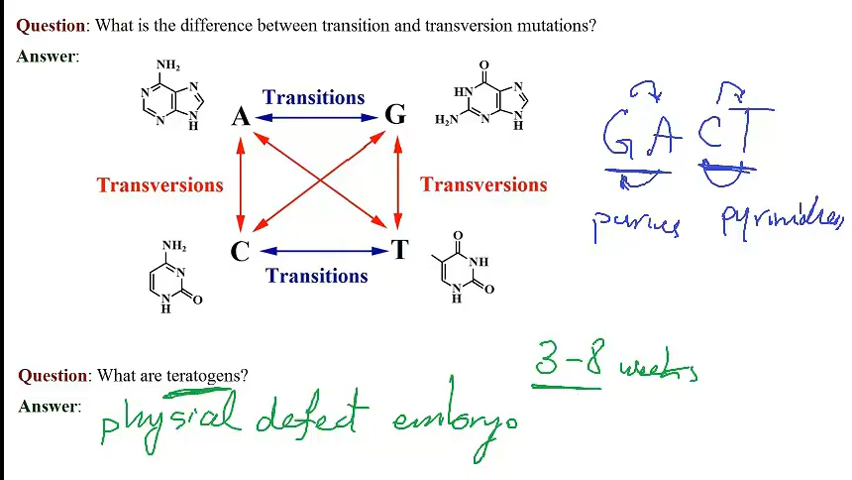 Question: What is the difference between transition and transversion mutations?
Answer:
NH₂
N
N
N
N
H
A
Transitions
G
O
HN
H₂N
N
N
N
H
G A C T
purines pyrimidines
Transversions
Transversions
NH₂
N
N
H
O
C
Transitions
T
O
NH
N
H
O
3-8 weeks
Question: What are teratogens?
Answer:
physical defect embryo